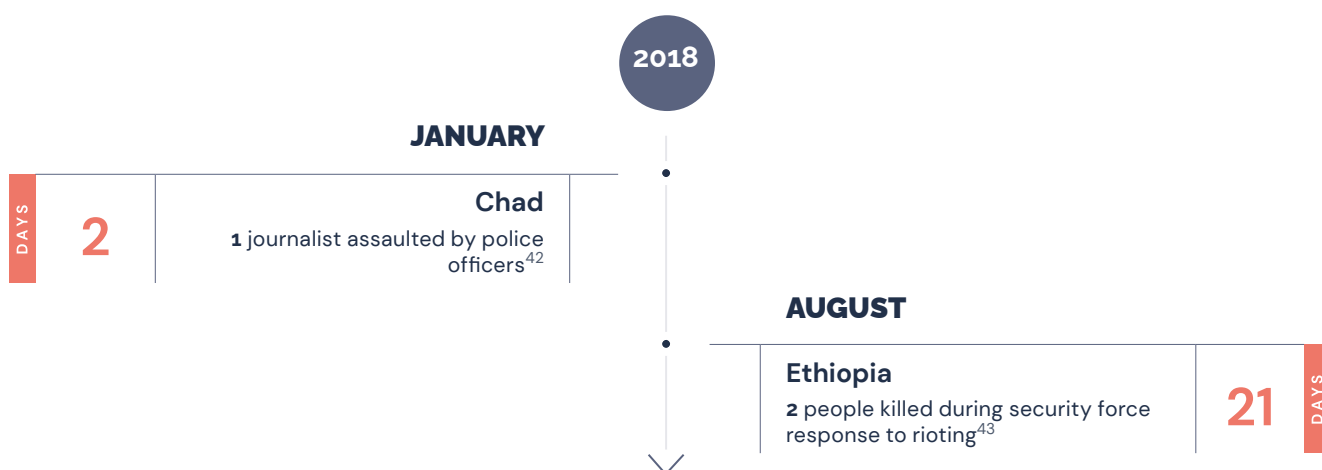 2018
JANUARY
DAYS
2
Chad
1 journalist assaulted by police
officers42
AUGUST
Ethiopia
2 people killed during security force
response to rioting43
21
DAYS